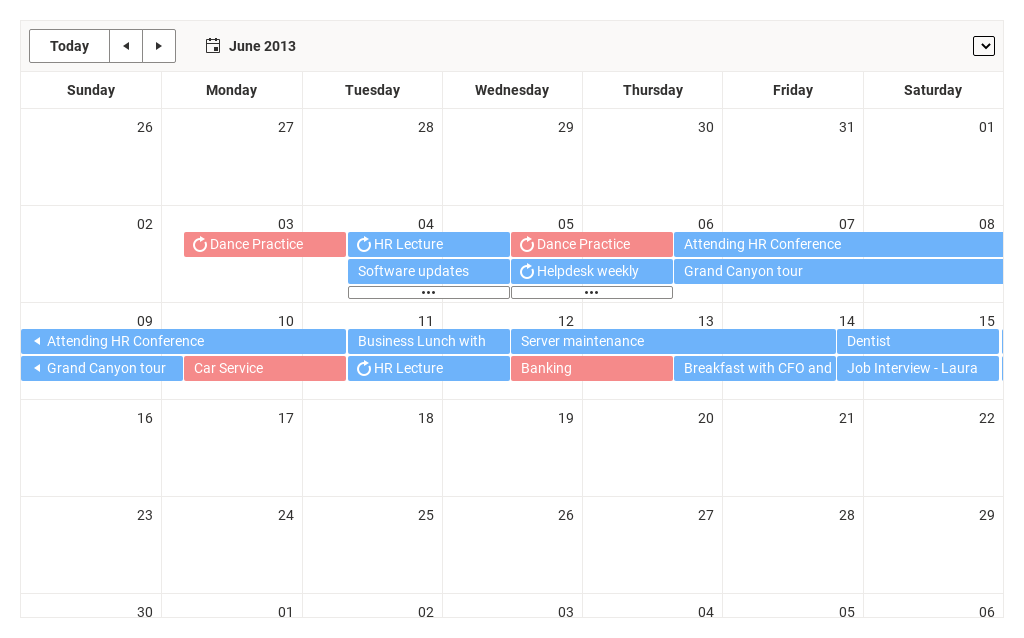 Today June 2013
Sunday Monday Tuesday Wednesday Thursday Friday Saturday
26 27 28 29 30 31 01
02 03 04 05 06 07 08
Dance Practice HR Lecture Dance Practice Attending HR Conference
Software updates Helpdesk weekly Grand Canyon tour
09 10 11 12 13 14 15
Attending HR Conference Business Lunch with Server maintenance Dentist
Grand Canyon tour Car Service HR Lecture Banking Breakfast with CFO and Job Interview - Laura
16 17 18 19 20 21 22
23 24 25 26 27 28 29
30 01 02 03 04 05 06